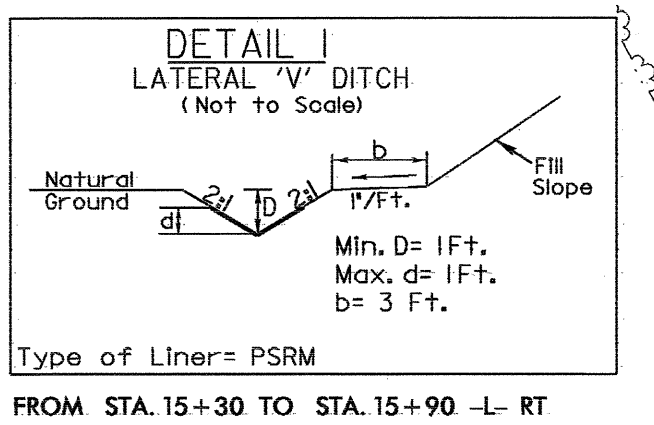 DETAIL 1
LATERAL 'V' DITCH
(Not to Scale)
b
Natural
Ground
2:1
D
2:1
1"/Ft.
Fill
Slope
d
Min. D= 1Ft.
Max. d= 1Ft.
b= 3 Ft.
Type of Liner= PSRM
FROM STA. 15+30 TO STA. 15+90 -L- RT